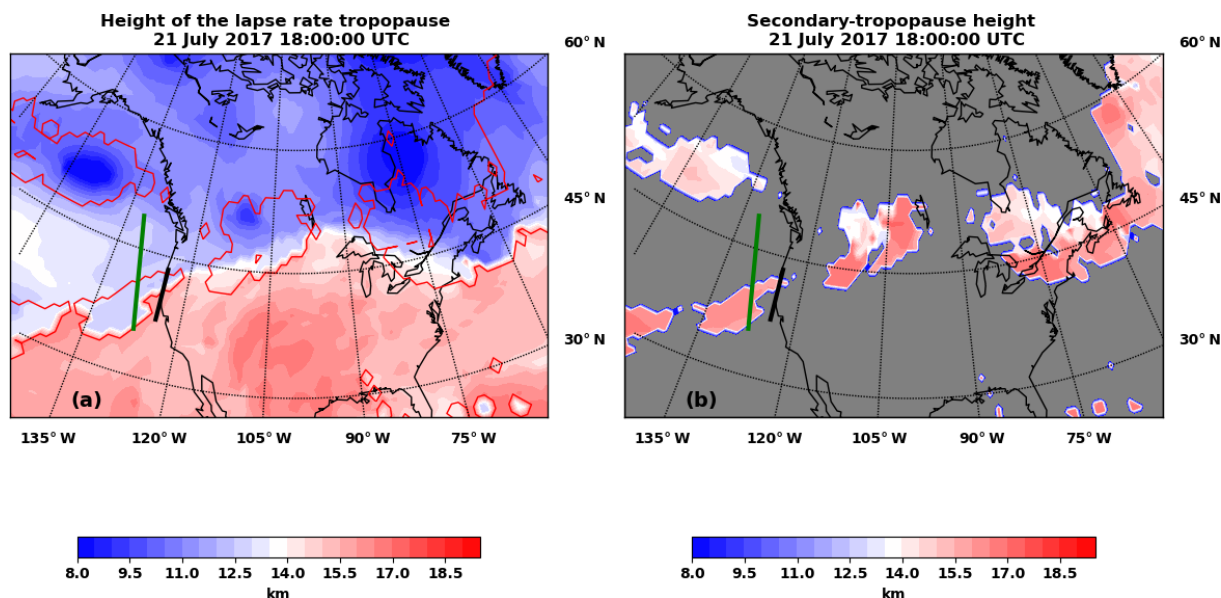 Height of the lapse rate tropopause
21 July 2017 18:00:00 UTC
(a)
135°W 120°W 105°W 90°W 75°W
60°N
45°N
30°N
8.0 9.5 11.0 12.5 14.0 15.5 17.0 18.5
km
Secondary-tropopause height
21 July 2017 18:00:00 UTC
(b)
135°W 120°W 105°W 90°W 75°W
60°N
45°N
30°N
8.0 9.5 11.0 12.5 14.0 15.5 17.0 18.5
km